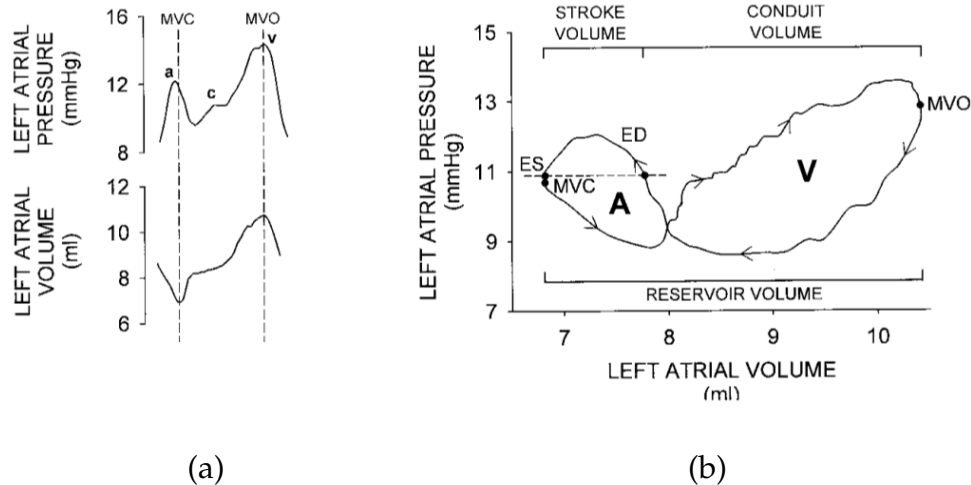 MVC MVO
16
12
8
LEFT ATRIAL
PRESSURE
(mmHg)
a
c
v
12
10
8
6
LEFT ATRIAL
VOLUME
(ml)
(a)
STROKE
VOLUME
CONDUIT
VOLUME
15
13
11
9
7
LEFT ATRIAL PRESSURE
(mmHg)
ED
ES
MVC
MVO
A
V
RESERVOIR VOLUME
7 8 9 10
LEFT ATRIAL VOLUME
(ml)
(b)